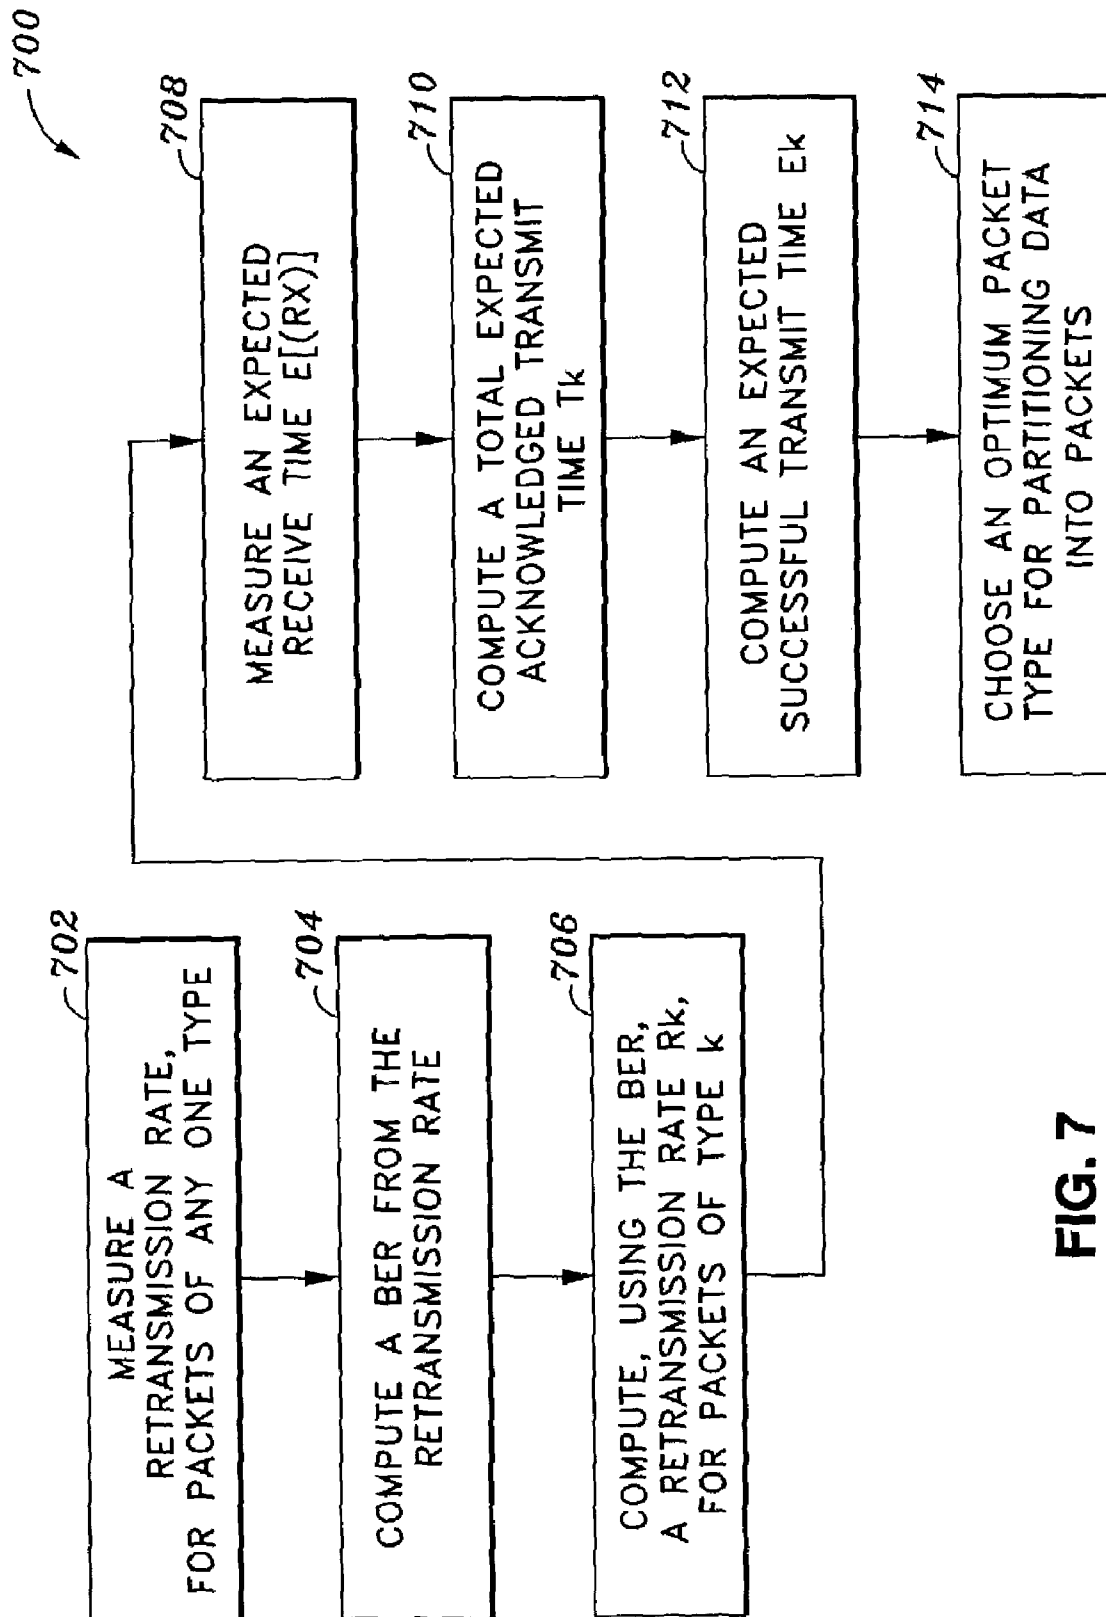 700
702
MEASURE A
RETRANSMISSION RATE,
FOR PACKETS OF ANY ONE TYPE
704
COMPUTE A BER FROM THE
RETRANSMISSION RATE
706
COMPUTE, USING THE BER,
A RETRANSMISSION RATE Rk,
FOR PACKETS OF TYPE k
708
MEASURE AN EXPECTED
RECEIVE TIME E[(RX)]
710
COMPUTE A TOTAL EXPECTED
ACKNOWLEDGED TRANSMIT
TIME Tk
712
COMPUTE AN EXPECTED
SUCCESSFUL TRANSMIT TIME Ek
714
CHOOSE AN OPTIMUM PACKET
TYPE FOR PARTITIONING DATA
INTO PACKETS
FIG. 7